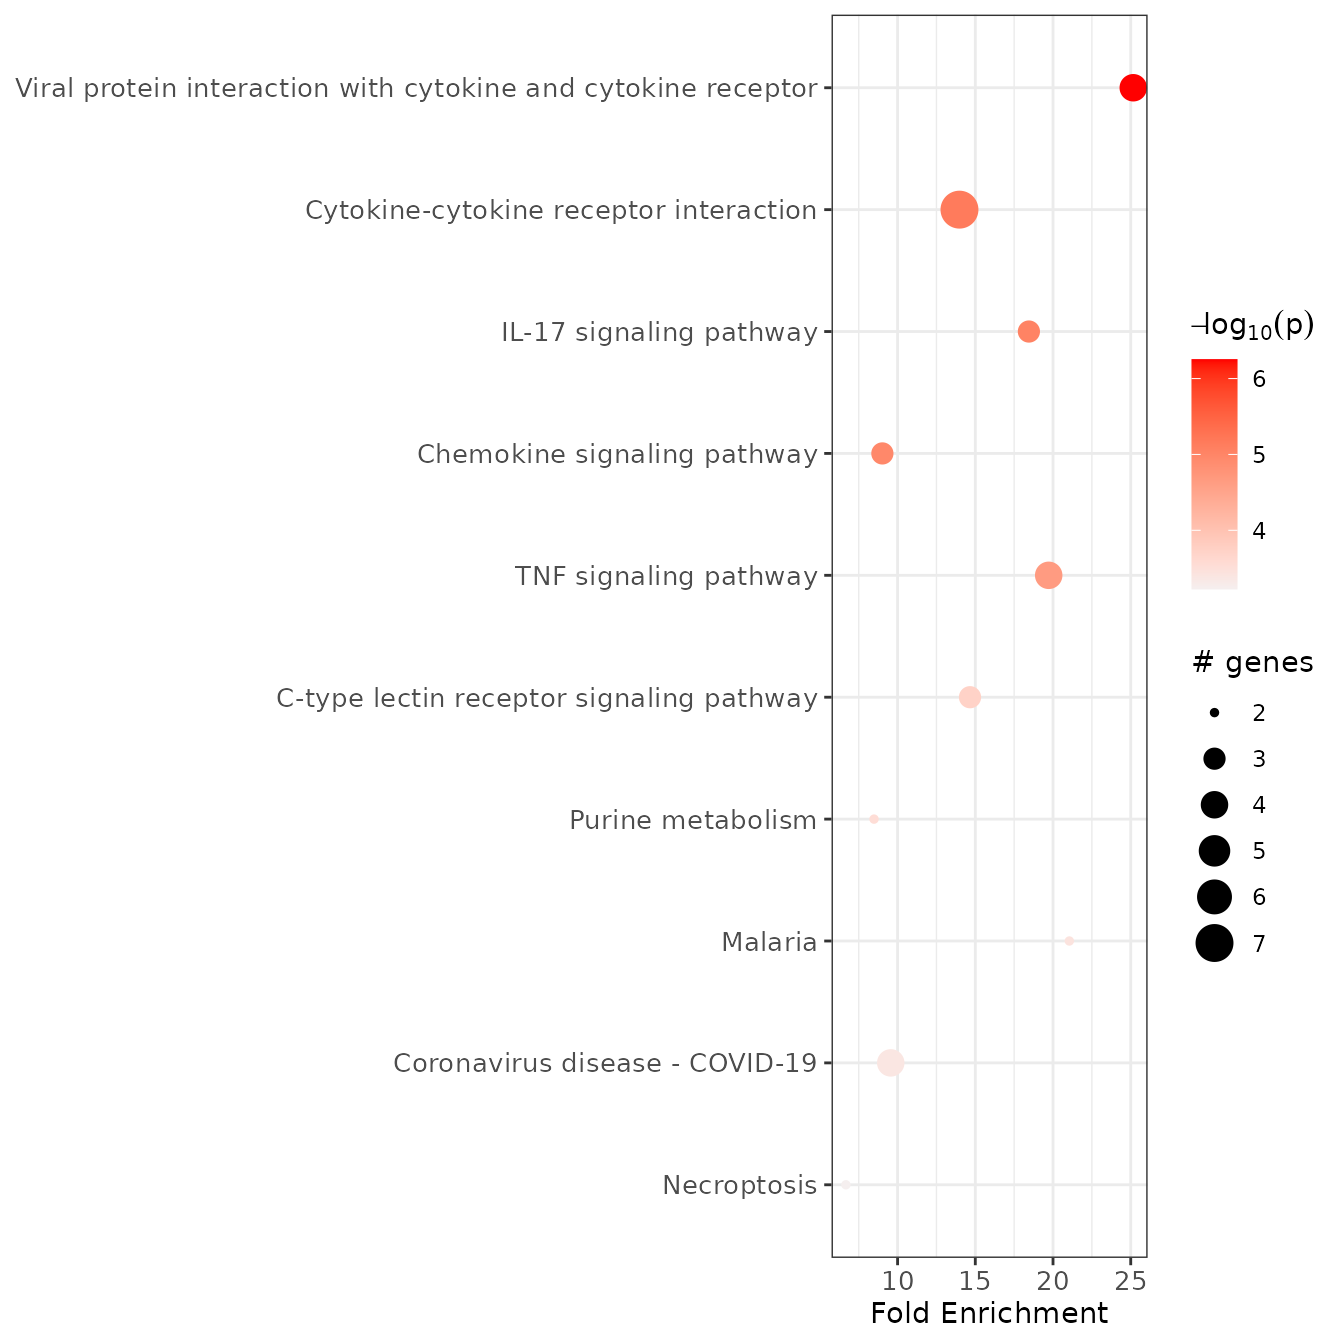 Viral protein interaction with cytokine and cytokine receptor
Cytokine-cytokine receptor interaction
IL-17 signaling pathway
Chemokine signaling pathway
TNF signaling pathway
C-type lectin receptor signaling pathway
Purine metabolism
Malaria
Coronavirus disease - COVID-19
Necroptosis
10 15 20 25
Fold Enrichment
−log₁₀(p)
6
5
4
# genes
2
3
4
5
6
7